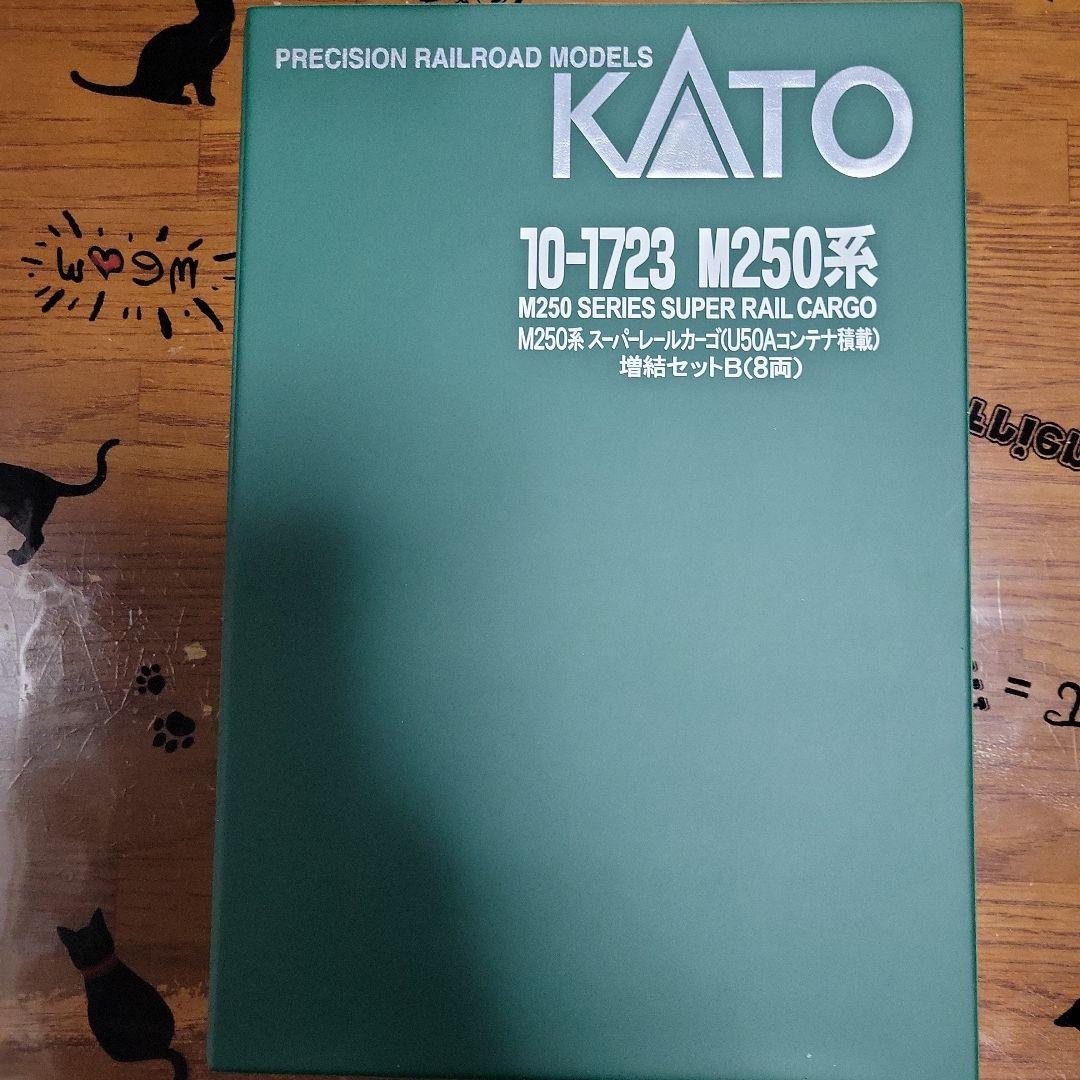 PRECISION RAILROAD MODELS
KATO
10-1723 M250系
M250 SERIES SUPER RAIL CARGO
M250系 スーパーレールカーゴ(U50Aコンテナ積載)
増結セットB(8両)